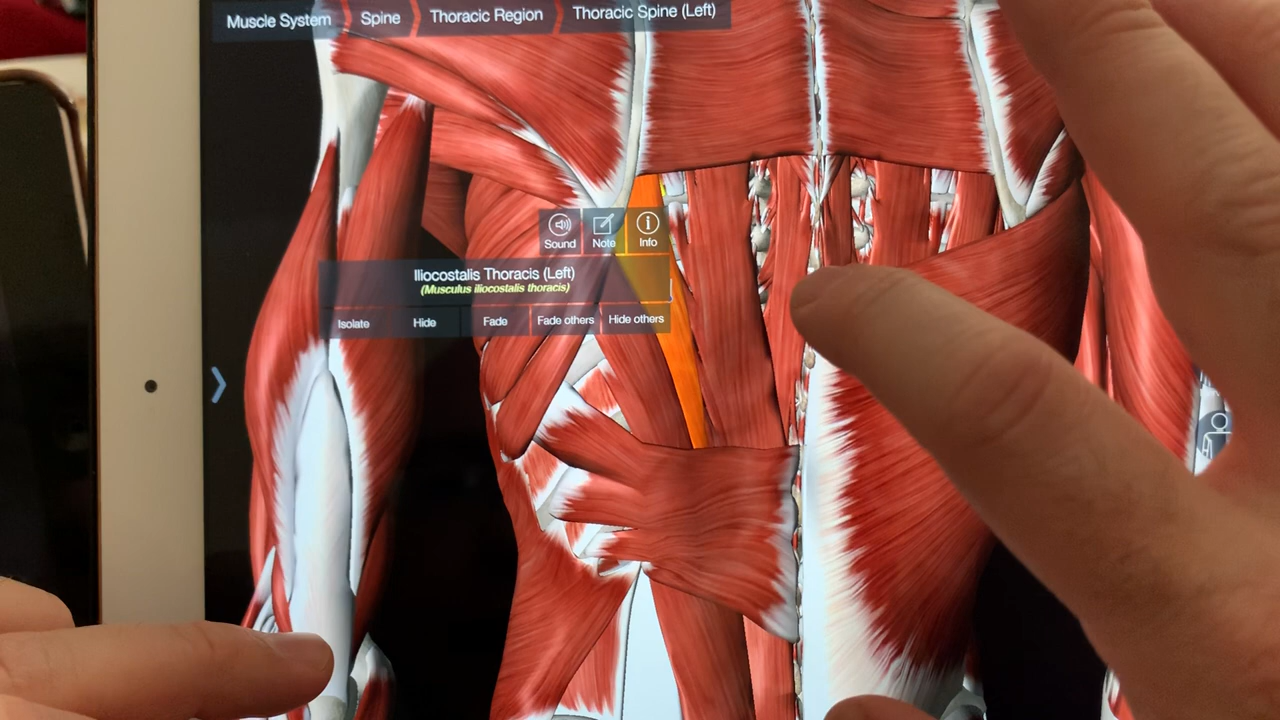 Muscle System Spine Thoracic Region Thoracic Spine (Left)
Sound Note Info
Iliocostalis Thoracis (Left)
(Musculus iliocostalis thoracis)
Isolate Hide Fade Fade others Hide others